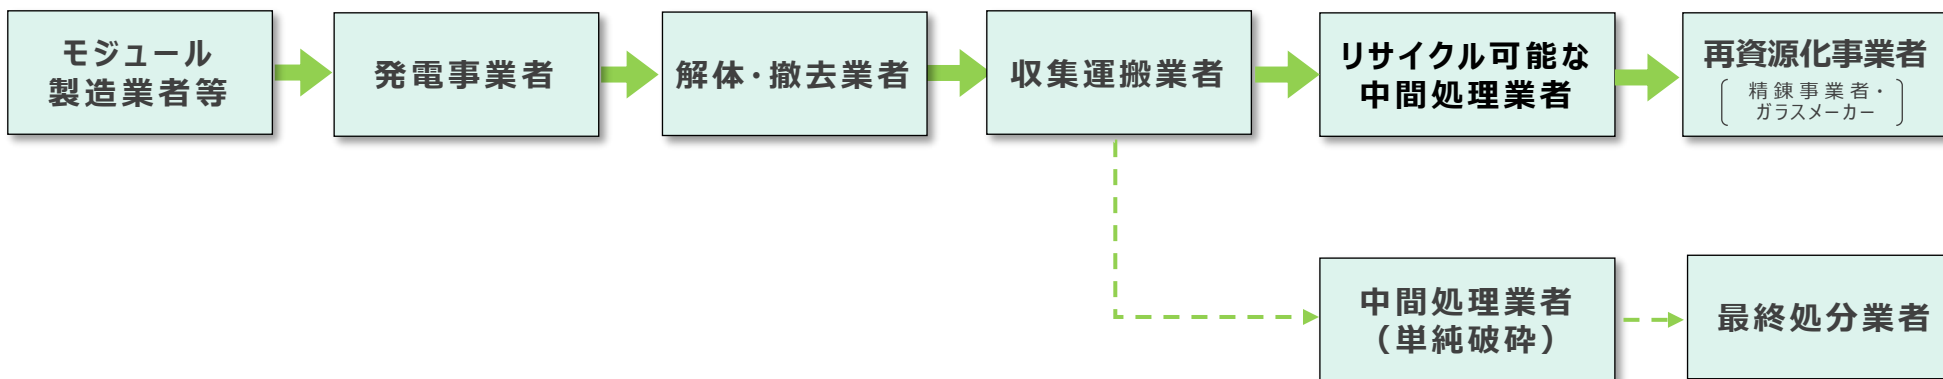 モジュール
製造業者等
発電事業者
解体・撤去業者
収集運搬業者
リサイクル可能な
中間処理業者
再資源化事業者
精錬事業者・
ガラスメーカー
中間処理業者
（単純破砕）
最終処分業者